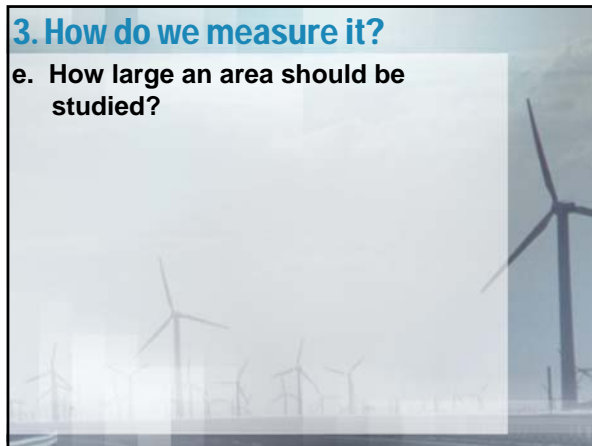 3. How do we measure it?
e. How large an area should be
studied?